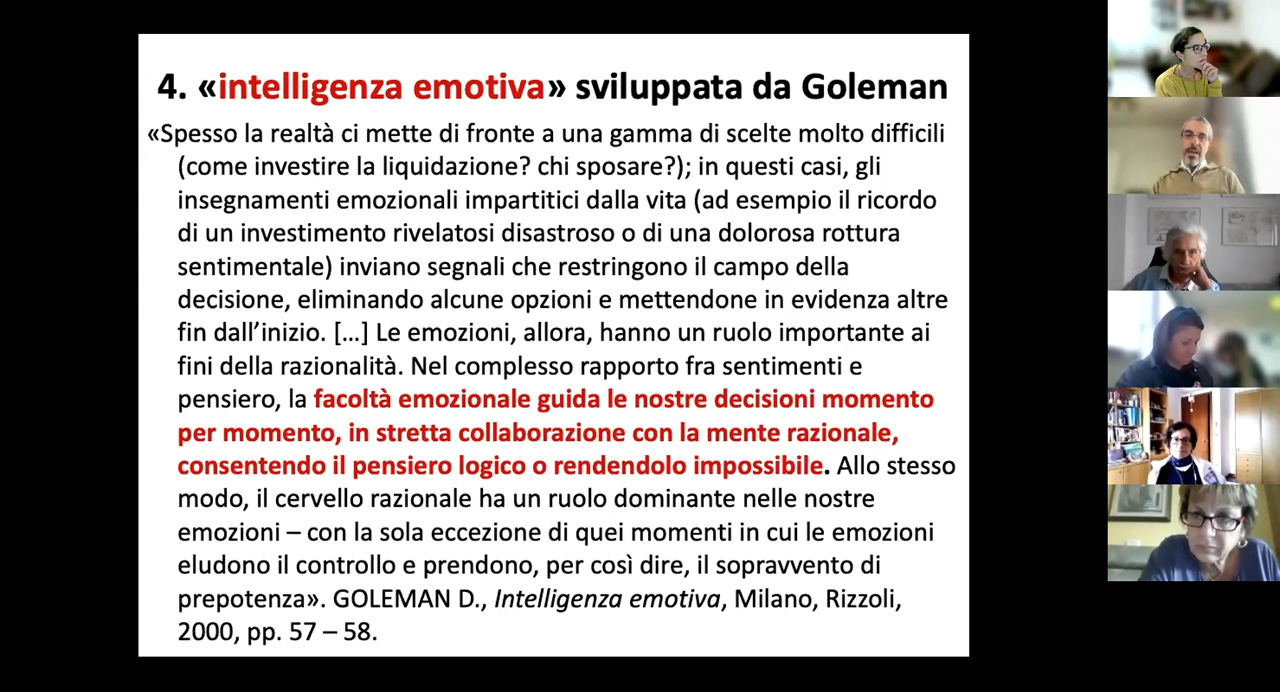 4. «intelligenza emotiva» sviluppata da Goleman
«Spesso la realtà ci mette di fronte a una gamma di scelte molto difficili
(come investire la liquidazione? chi sposare?); in questi casi, gli
insegnamenti emozionali impartitici dalla vita (ad esempio il ricordo
di un investimento rivelatosi disastroso o di una dolorosa rottura
sentimentale) inviano segnali che restringono il campo della
decisione, eliminando alcune opzioni e mettendone in evidenza altre
fin dall’inizio. […] Le emozioni, allora, hanno un ruolo importante ai
fini della razionalità. Nel complesso rapporto fra sentimenti e
pensiero, la facoltà emozionale guida le nostre decisioni momento
per momento, in stretta collaborazione con la mente razionale,
consentendo il pensiero logico o rendendolo impossibile. Allo stesso
modo, il cervello razionale ha un ruolo dominante nelle nostre
emozioni – con la sola eccezione di quei momenti in cui le emozioni
eludono il controllo e prendono, per così dire, il sopravvento di
prepotenza». GOLEMAN D., Intelligenza emotiva, Milano, Rizzoli,
2000, pp. 57 – 58.